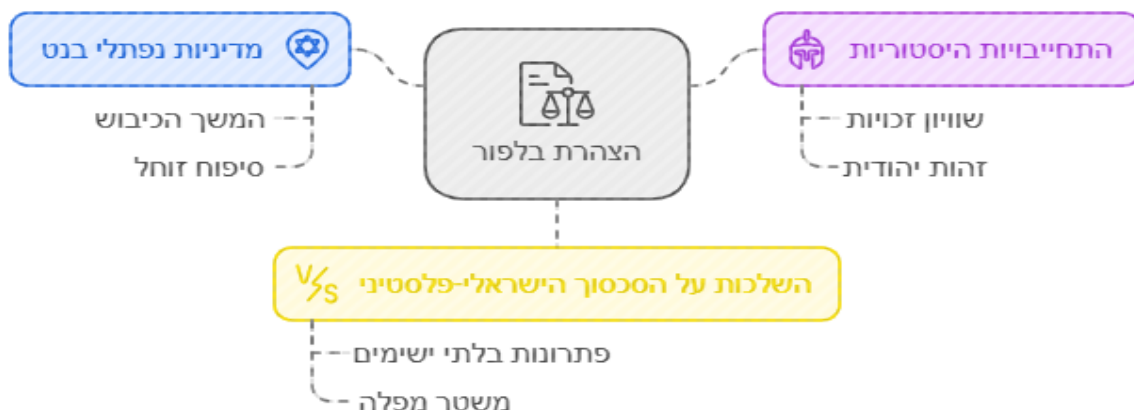 התחייבויות היסטוריות
שוויון זכויות
זהות יהודית
הצהרת בלפור
מדיניות נפתלי בנט
המשך הכיבוש
סיפוח זוחל
השלכות על הסכסוך הישראלי-פלסטיני
V/S
פתרונות בלתי ישימים
משטר מפלה